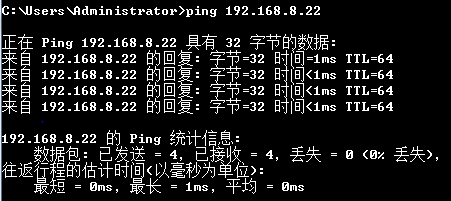 C:\Users\Administrator>ping 192.168.8.22
正在 Ping 192.168.8.22 具有 32 字节的数据:
来自 192.168.8.22 的回复: 字节=32 时间=1ms TTL=64
来自 192.168.8.22 的回复: 字节=32 时间<1ms TTL=64
来自 192.168.8.22 的回复: 字节=32 时间<1ms TTL=64
来自 192.168.8.22 的回复: 字节=32 时间<1ms TTL=64
192.168.8.22 的 Ping 统计信息:
数据包: 已发送 = 4, 已接收 = 4, 丢失 = 0 (0% 丢失),
往返行程的估计时间(以毫秒为单位):
最短 = 0ms, 最长 = 1ms, 平均 = 0ms